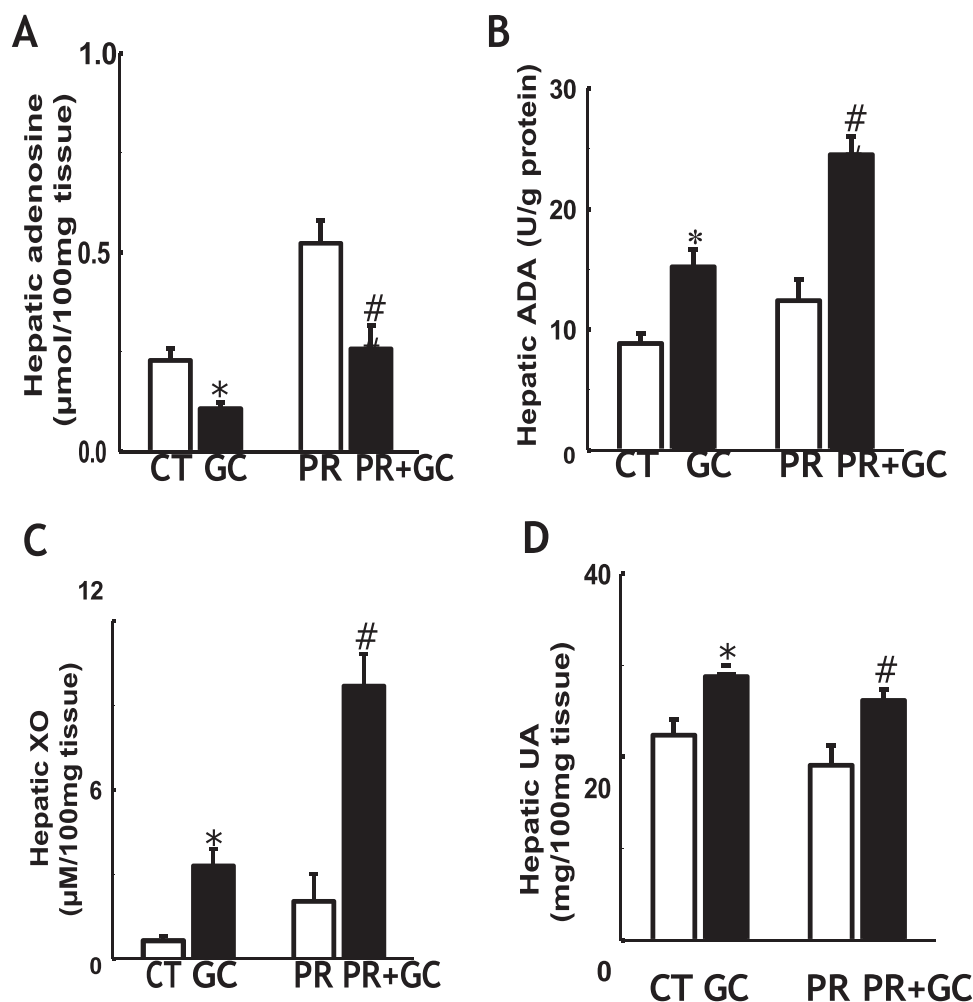 A
Hepatic adenosine
(µmol/100mg tissue)
1.0
0.5
0.0
*
#
CT GC PR PR+GC
B
Hepatic ADA (U/g protein)
30
20
10
0
*
#
CT GC PR PR+GC
C
Hepatic XO
(µM/100mg tissue)
12
6
0
*
#
CT GC PR PR+GC
D
Hepatic UA
(mg/100mg tissue)
40
20
0
*
#
CT GC PR PR+GC